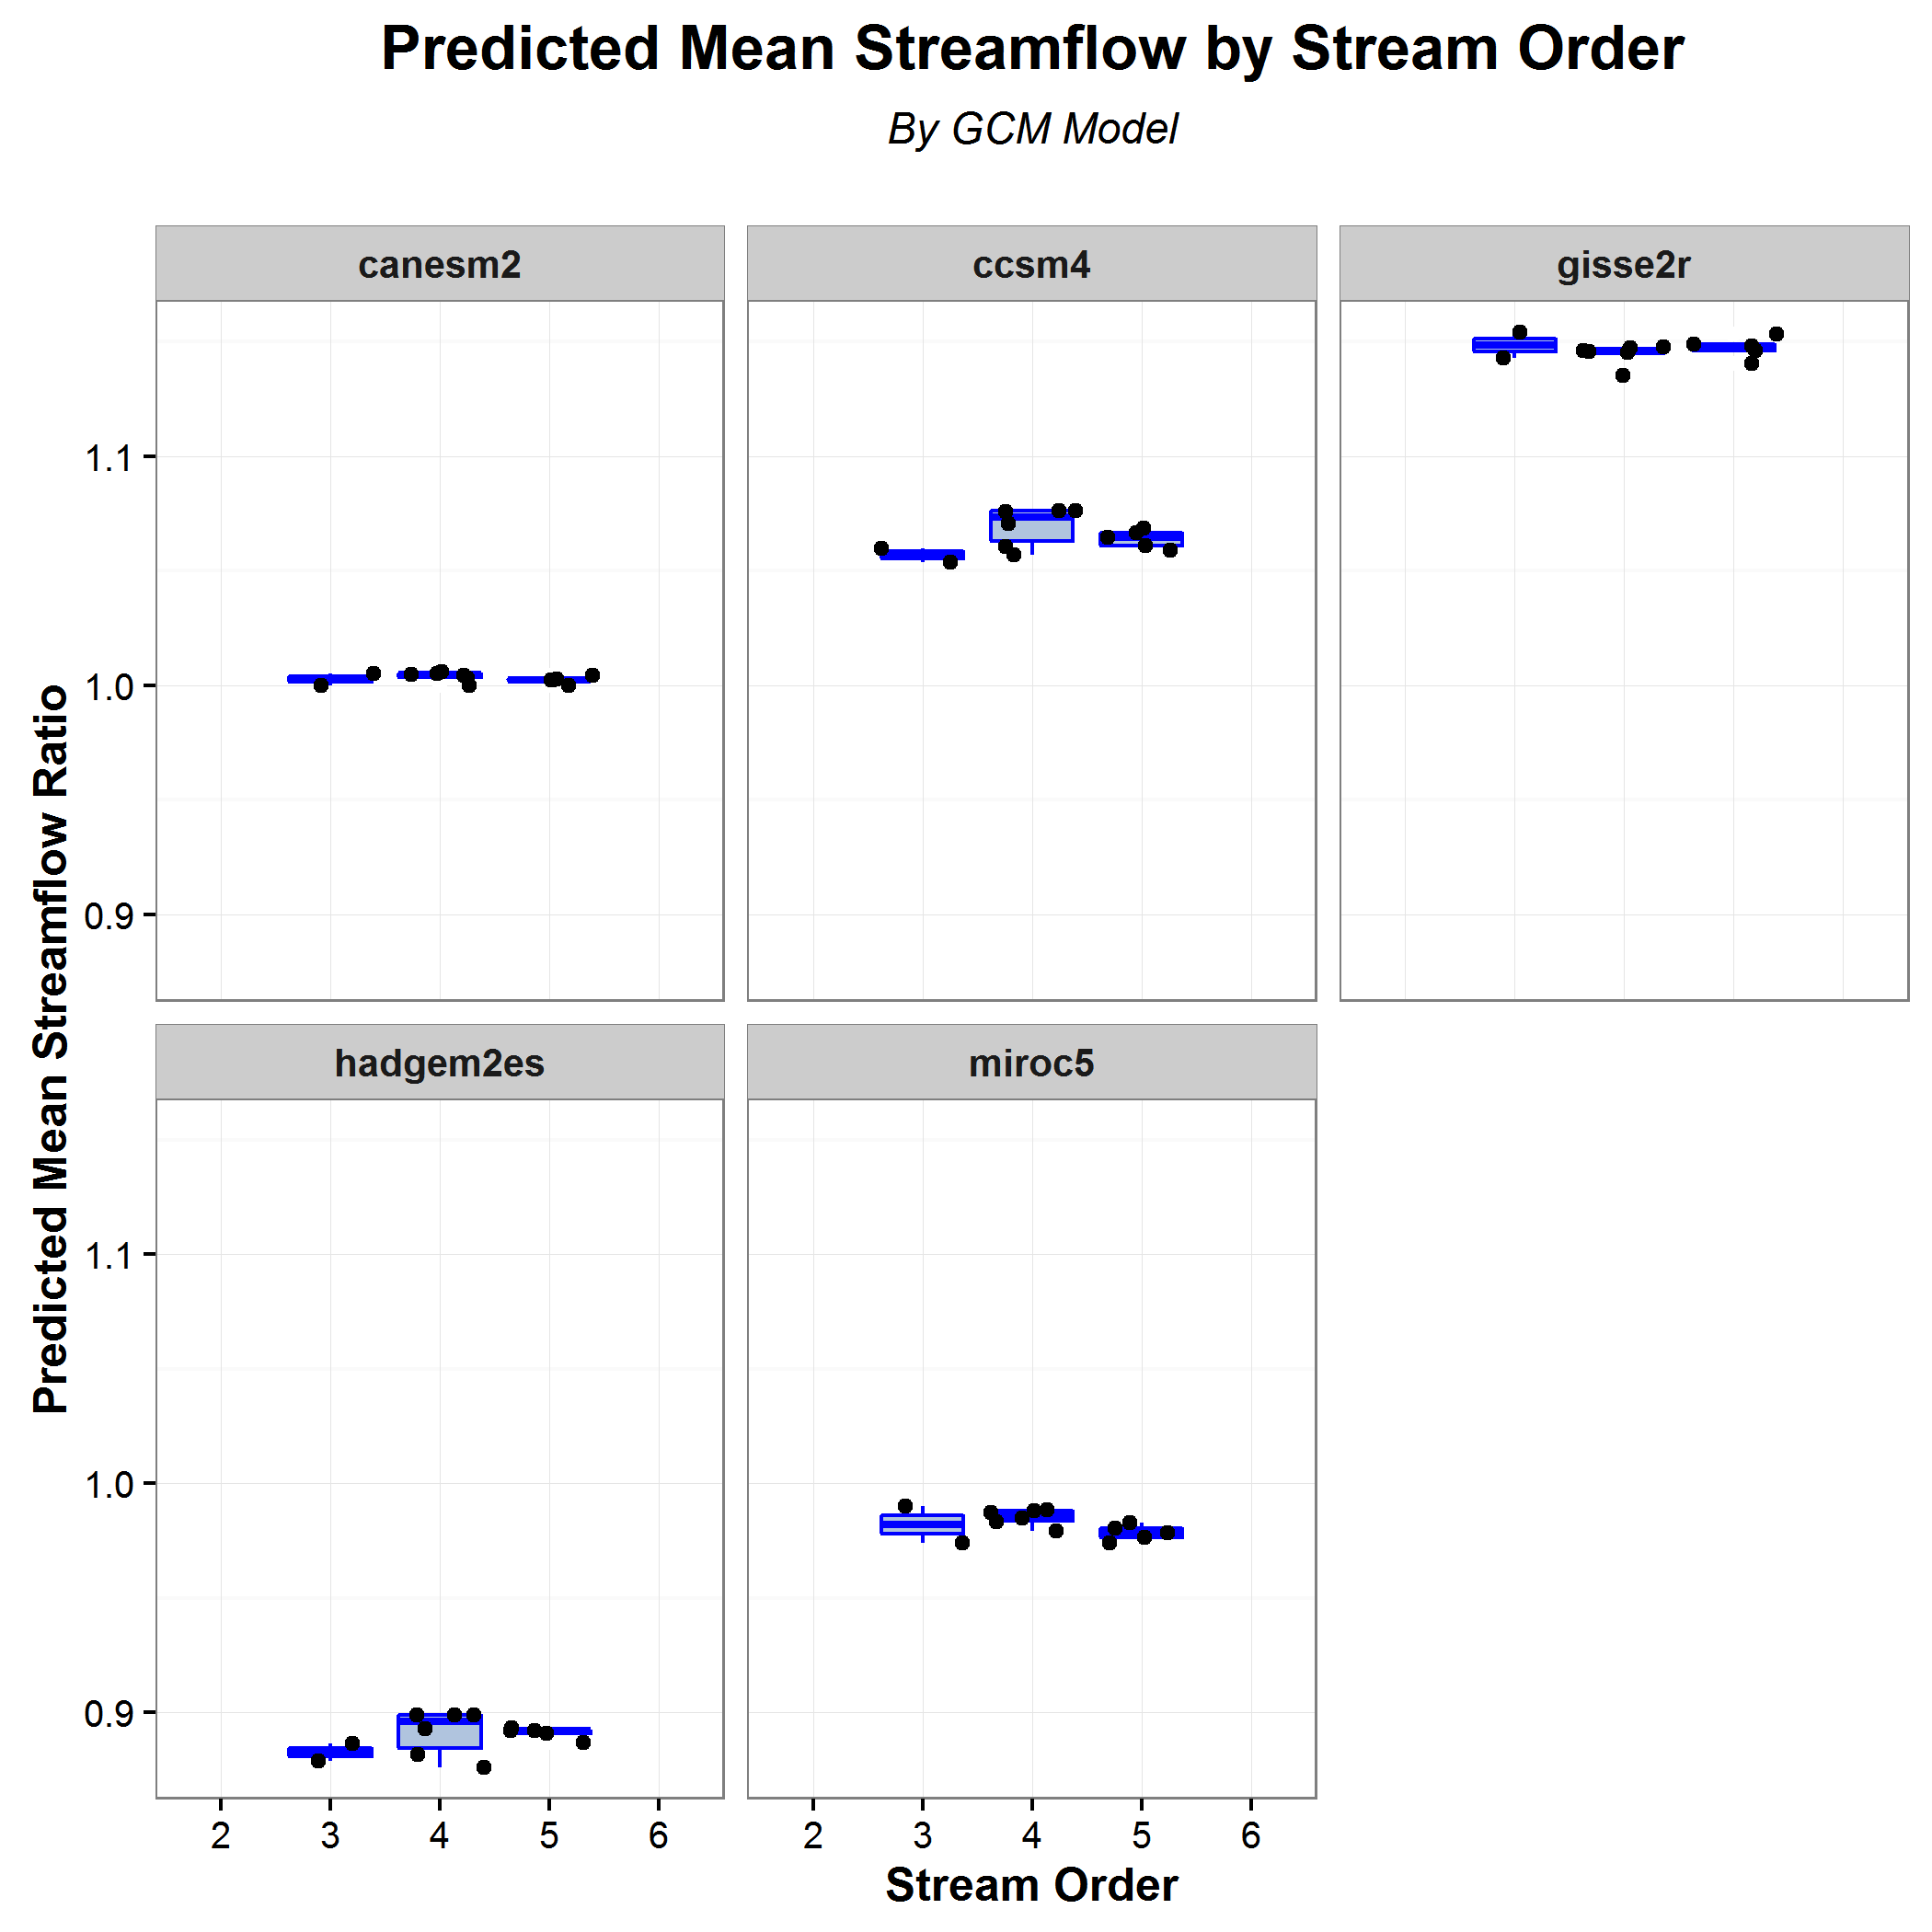 Predicted Mean Streamflow by Stream Order
By GCM Model
canesm2
ccsm4
gisse2r
1.1
1.0
0.9
Predicted Mean Streamflow Ratio
hadgem2es
miroc5
1.1
1.0
0.9
2 3 4 5 6
2 3 4 5 6
Stream Order